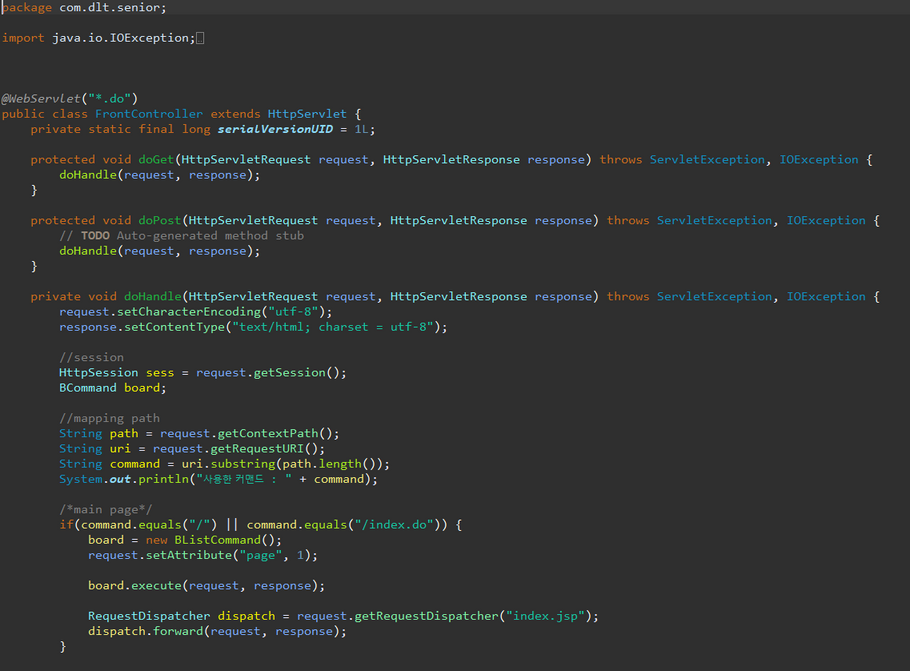 package com.dlt.senior;
import java.io.IOException;
@WebServlet("*.do")
public class FrontController extends HttpServlet {
private static final long serialVersionUID = 1L;
protected void doGet(HttpServletRequest request, HttpServletResponse response) throws ServletException, IOException {
doHandle(request, response);
}
protected void doPost(HttpServletRequest request, HttpServletResponse response) throws ServletException, IOException {
// TODO Auto-generated method stub
doHandle(request, response);
}
private void doHandle(HttpServletRequest request, HttpServletResponse response) throws ServletException, IOException {
request.setCharacterEncoding("utf-8");
response.setContentType("text/html; charset = utf-8");
//session
HttpSession sess = request.getSession();
BCommand board;
//mapping path
String path = request.getContextPath();
String uri = request.getRequestURI();
String command = uri.substring(path.length());
System.out.println("사용한 커맨드 : " + command);
/*main page*/
if(command.equals("/") || command.equals("/index.do")) {
board = new BListCommand();
request.setAttribute("page", 1);
board.execute(request, response);
RequestDispatcher dispatch = request.getRequestDispatcher("index.jsp");
dispatch.forward(request, response);
}